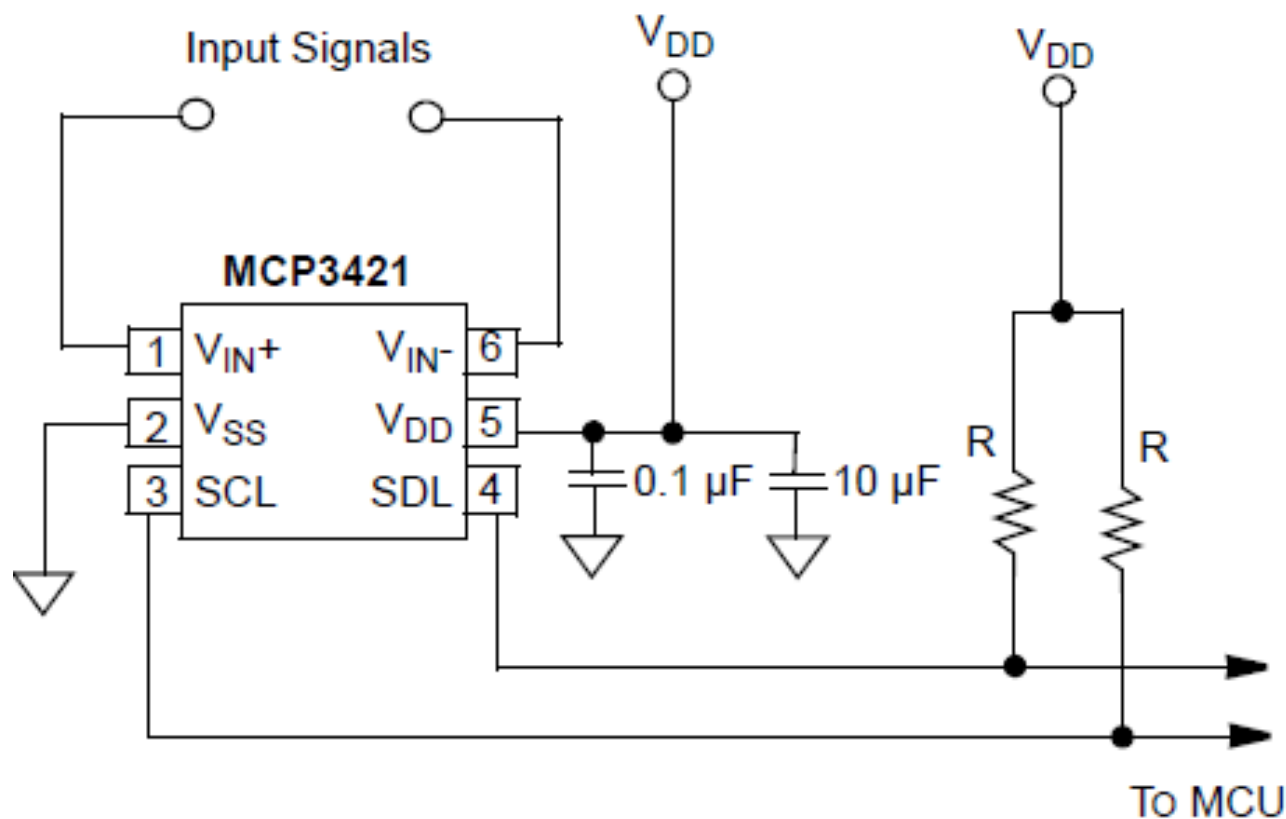 Input Signals
VDD
VDD
MCP3421
1 VIN+ VIN- 6
2 VSS VDD 5
3 SCL SDL 4
0.1 µF
10 µF
R
R
To MCU